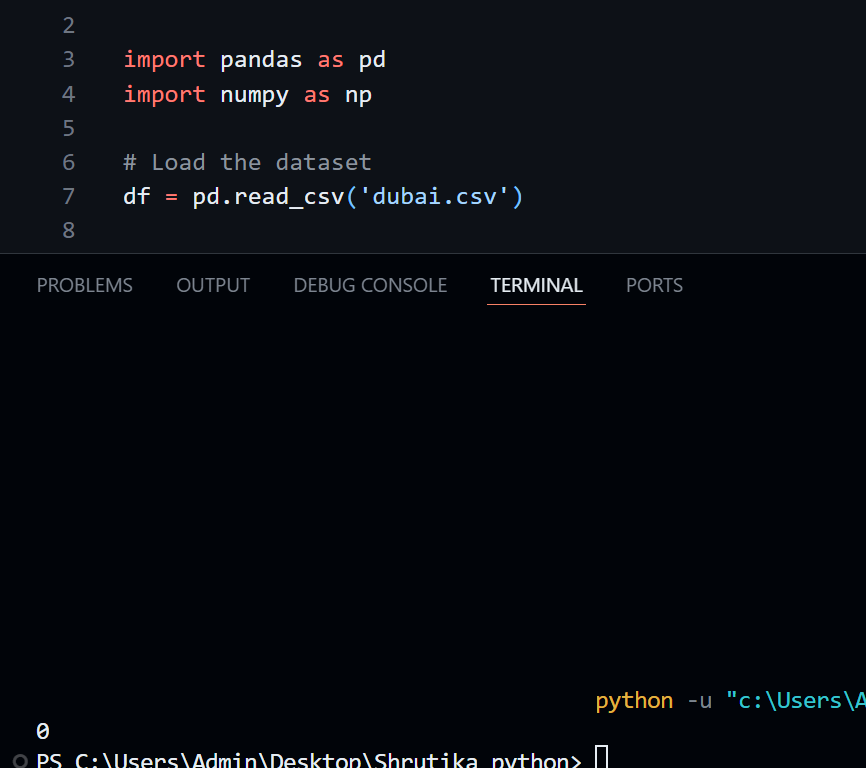 2
3 import pandas as pd
4 import numpy as np
5
6 # Load the dataset
7 df = pd.read_csv('dubai.csv')
8
PROBLEMS OUTPUT DEBUG CONSOLE TERMINAL PORTS
python -u "c:\Users\A
0
PS C:\Users\Admin\Desktop\Shrutika python>